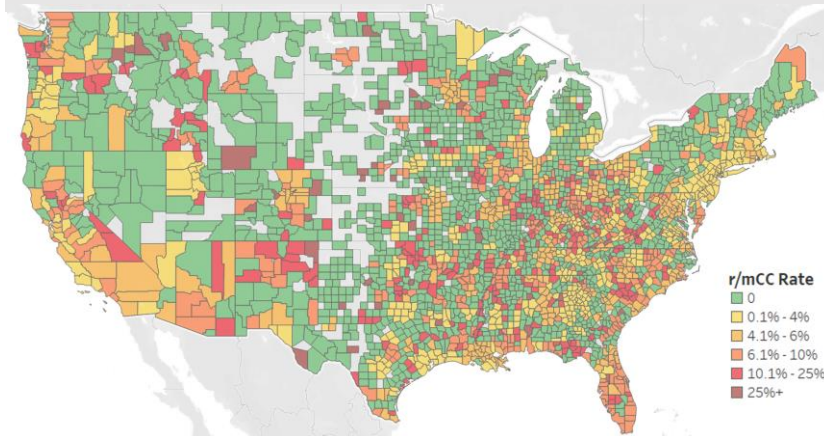 r/mCC Rate
0
0.1% - 4%
4.1% - 6%
6.1% - 10%
10.1% - 25%
25%+